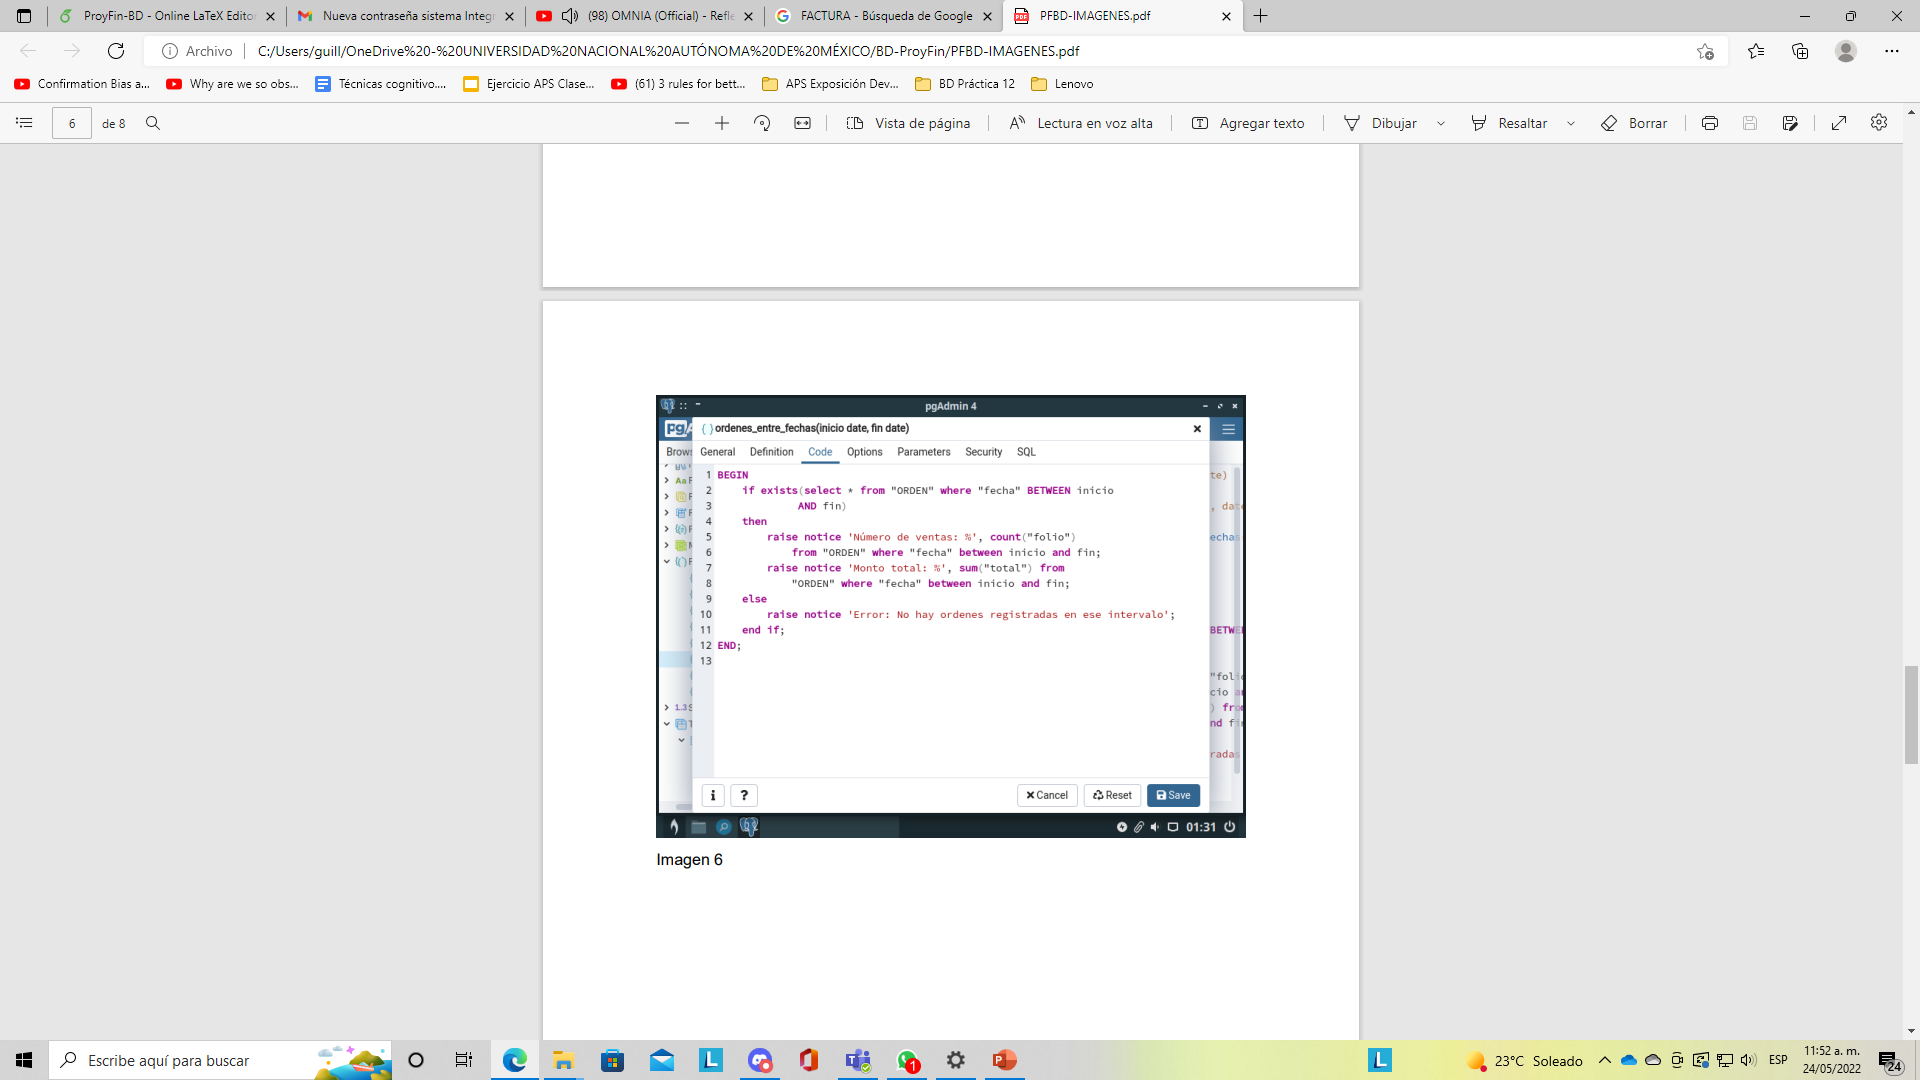 ProyFin-BD - Online LaTeX Editor
Nueva contraseña sistema Integ
(98) OMNIA (Official) - Refle
FACTURA - Búsqueda de Google
PFBD-IMAGENES.pdf
Archivo
C:/Users/guill/OneDrive%20-%20UNIVERSIDAD%20NACIONAL%20AUTÓNOMA%20DE%20MÉXICO/BD-ProyFin/PFBD-IMAGENES.pdf
Confirmation Bias a...
Why are we so obs...
Técnicas cognitivo....
Ejercicio APS Clase...
(61) 3 rules for bett...
APS Exposición Dev...
BD Práctica 12
Lenovo
6 de 8
Vista de página
Lectura en voz alta
Agregar texto
Dibujar
Resaltar
Borrar
pgAdmin 4
ordenes_entre_fechas(inicio date, fin date)
General Definition Code Options Parameters Security SQL
1 BEGIN
2 if exists(select * from "ORDEN" where "fecha" BETWEEN inicio
3 AND fin)
4 then
5 raise notice 'Número de ventas: %', count("folio")
6 from "ORDEN" where "fecha" between inicio and fin;
7 raise notice 'Monto total: %', sum("total") from
8 "ORDEN" where "fecha" between inicio and fin;
9 else
10 raise notice 'Error: No hay ordenes registradas en ese intervalo';
11 end if;
12 END;
13
i ?
Cancel
Reset
Save
01:31
Imagen 6
Escribe aquí para buscar
23°C Soleado
ESP
11:52 a. m.
24/05/2022
24